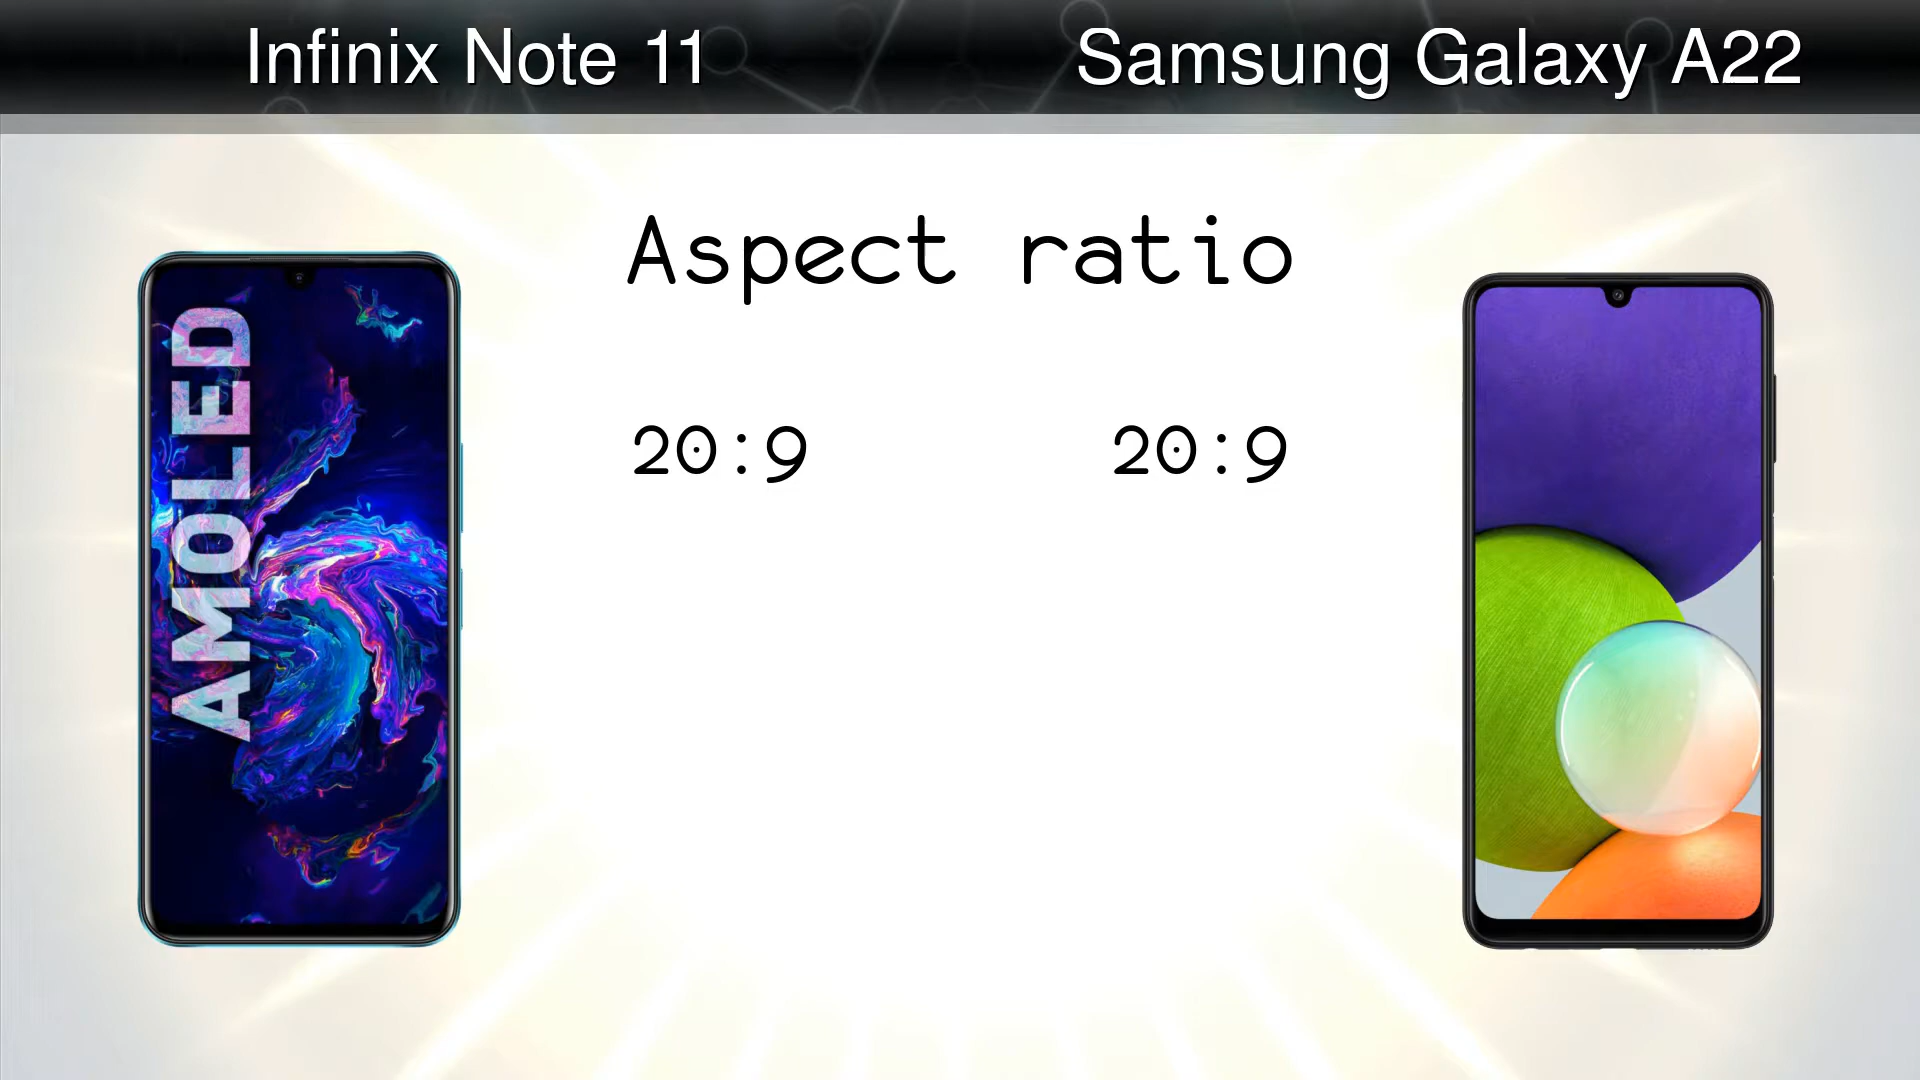 Infinix Note 11
Samsung Galaxy A22
Aspect ratio
20:9
20:9
AMOLED